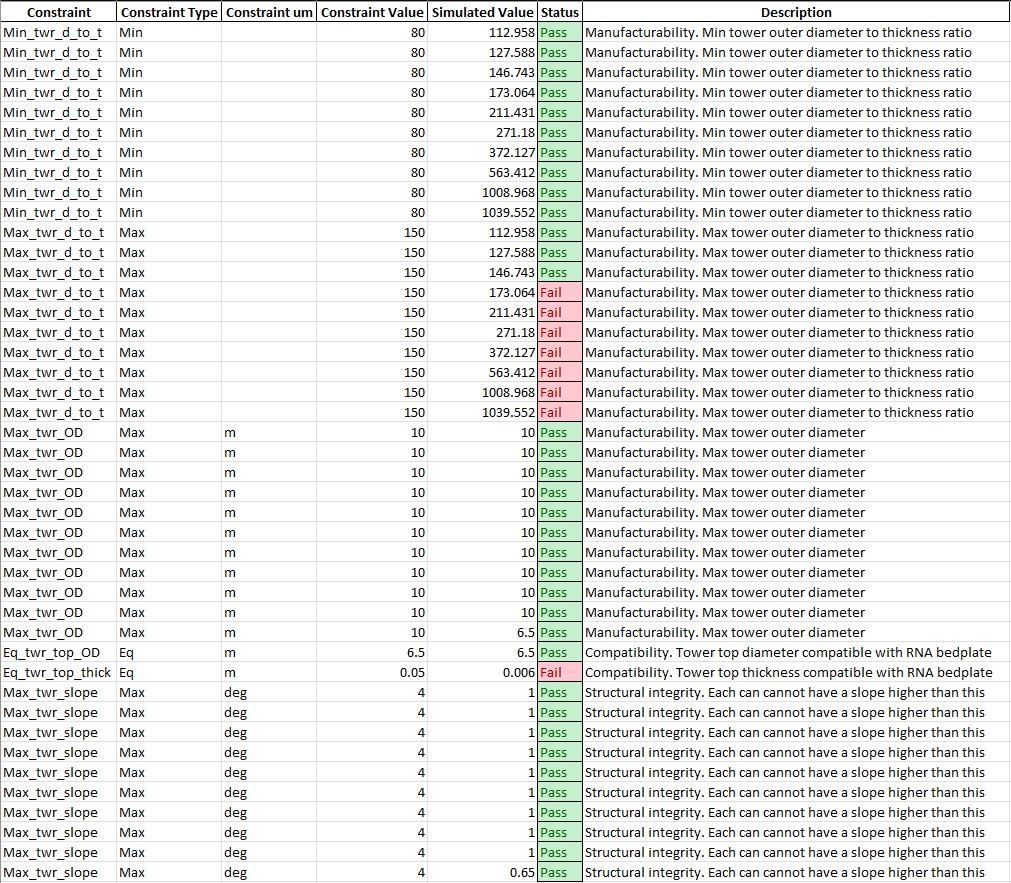 Constraint Constraint Type Constraint um Constraint Value Simulated Value Status Description
Min_twr_d_to_t Min 80 112.958 Pass Manufacturability. Min tower outer diameter to thickness ratio
Min_twr_d_to_t Min 80 127.588 Pass Manufacturability. Min tower outer diameter to thickness ratio
Min_twr_d_to_t Min 80 146.743 Pass Manufacturability. Min tower outer diameter to thickness ratio
Min_twr_d_to_t Min 80 173.064 Pass Manufacturability. Min tower outer diameter to thickness ratio
Min_twr_d_to_t Min 80 211.431 Pass Manufacturability. Min tower outer diameter to thickness ratio
Min_twr_d_to_t Min 80 271.18 Pass Manufacturability. Min tower outer diameter to thickness ratio
Min_twr_d_to_t Min 80 372.127 Pass Manufacturability. Min tower outer diameter to thickness ratio
Min_twr_d_to_t Min 80 563.412 Pass Manufacturability. Min tower outer diameter to thickness ratio
Min_twr_d_to_t Min 80 1008.968 Pass Manufacturability. Min tower outer diameter to thickness ratio
Min_twr_d_to_t Min 80 1039.552 Pass Manufacturability. Min tower outer diameter to thickness ratio
Max_twr_d_to_t Max 150 112.958 Pass Manufacturability. Max tower outer diameter to thickness ratio
Max_twr_d_to_t Max 150 127.588 Pass Manufacturability. Max tower outer diameter to thickness ratio
Max_twr_d_to_t Max 150 146.743 Pass Manufacturability. Max tower outer diameter to thickness ratio
Max_twr_d_to_t Max 150 173.064 Fail Manufacturability. Max tower outer diameter to thickness ratio
Max_twr_d_to_t Max 150 211.431 Fail Manufacturability. Max tower outer diameter to thickness ratio
Max_twr_d_to_t Max 150 271.18 Fail Manufacturability. Max tower outer diameter to thickness ratio
Max_twr_d_to_t Max 150 372.127 Fail Manufacturability. Max tower outer diameter to thickness ratio
Max_twr_d_to_t Max 150 563.412 Fail Manufacturability. Max tower outer diameter to thickness ratio
Max_twr_d_to_t Max 150 1008.968 Fail Manufacturability. Max tower outer diameter to thickness ratio
Max_twr_d_to_t Max 150 1039.552 Fail Manufacturability. Max tower outer diameter to thickness ratio
Max_twr_OD Max m 10 10 Pass Manufacturability. Max tower outer diameter
Max_twr_OD Max m 10 10 Pass Manufacturability. Max tower outer diameter
Max_twr_OD Max m 10 10 Pass Manufacturability. Max tower outer diameter
Max_twr_OD Max m 10 10 Pass Manufacturability. Max tower outer diameter
Max_twr_OD Max m 10 10 Pass Manufacturability. Max tower outer diameter
Max_twr_OD Max m 10 10 Pass Manufacturability. Max tower outer diameter
Max_twr_OD Max m 10 10 Pass Manufacturability. Max tower outer diameter
Max_twr_OD Max m 10 10 Pass Manufacturability. Max tower outer diameter
Max_twr_OD Max m 10 10 Pass Manufacturability. Max tower outer diameter
Max_twr_OD Max m 10 10 Pass Manufacturability. Max tower outer diameter
Max_twr_OD Max m 10 6.5 Pass Manufacturability. Max tower outer diameter
Eq_twr_top_OD Eq m 6.5 6.5 Pass Compatibility. Tower top diameter compatible with RNA bedplate
Eq_twr_top_thick Eq m 0.05 0.006 Fail Compatibility. Tower top thickness compatible with RNA bedplate
Max_twr_slope Max deg 4 1 Pass Structural integrity. Each can cannot have a slope higher than this
Max_twr_slope Max deg 4 1 Pass Structural integrity. Each can cannot have a slope higher than this
Max_twr_slope Max deg 4 1 Pass Structural integrity. Each can cannot have a slope higher than this
Max_twr_slope Max deg 4 1 Pass Structural integrity. Each can cannot have a slope higher than this
Max_twr_slope Max deg 4 1 Pass Structural integrity. Each can cannot have a slope higher than this
Max_twr_slope Max deg 4 1 Pass Structural integrity. Each can cannot have a slope higher than this
Max_twr_slope Max deg 4 1 Pass Structural integrity. Each can cannot have a slope higher than this
Max_twr_slope Max deg 4 1 Pass Structural integrity. Each can cannot have a slope higher than this
Max_twr_slope Max deg 4 1 Pass Structural integrity. Each can cannot have a slope higher than this
Max_twr_slope Max deg 4 0.65 Pass Structural integrity. Each can cannot have a slope higher than this